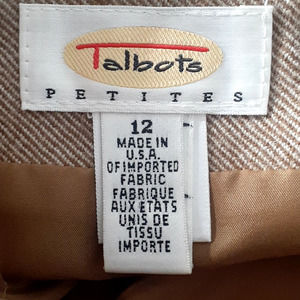 Talbots
PETITES
12
MADE IN
U.S.A.
OF IMPORTED
FABRIC
FABRIQUE
AUX ETATS
UNIS DE
TISSU
IMPORTE